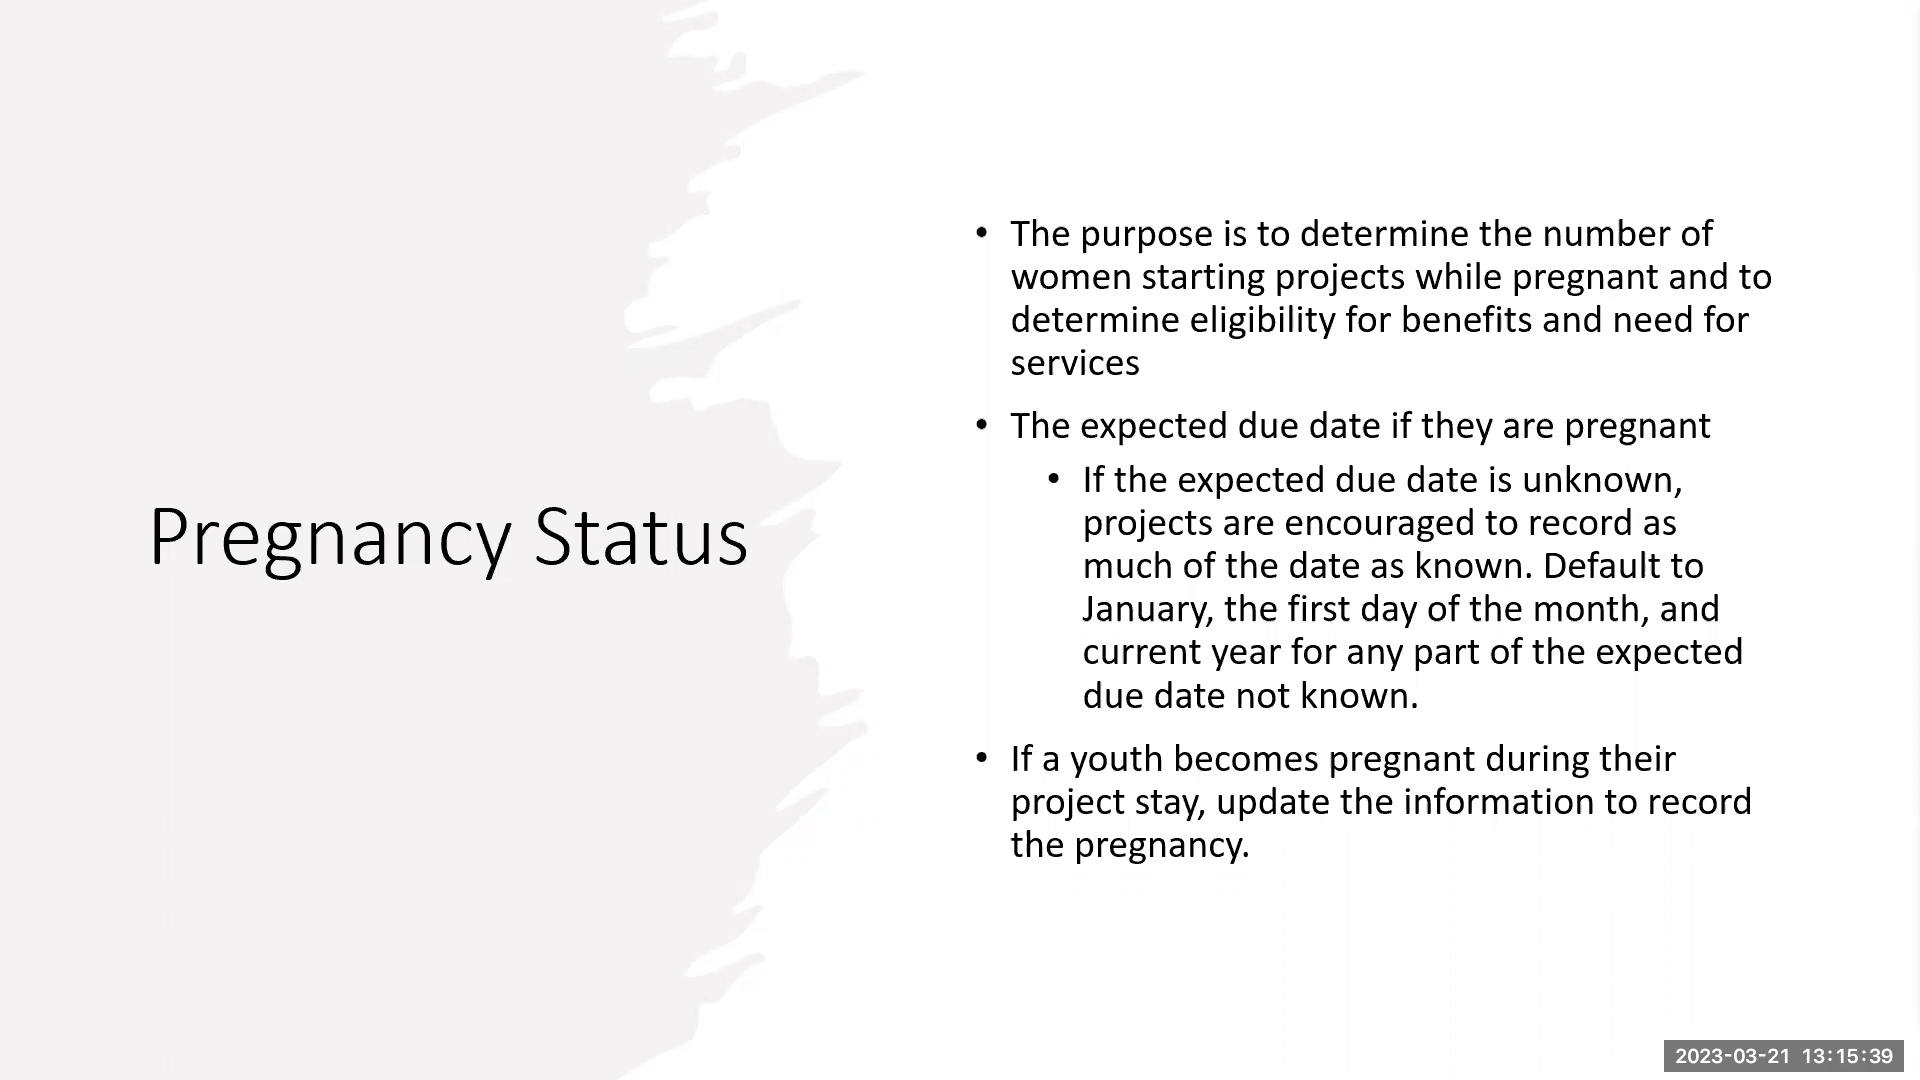 Pregnancy Status
• The purpose is to determine the number of
women starting projects while pregnant and to
determine eligibility for benefits and need for
services
• The expected due date if they are pregnant
• If the expected due date is unknown,
projects are encouraged to record as
much of the date as known. Default to
January, the first day of the month, and
current year for any part of the expected
due date not known.
• If a youth becomes pregnant during their
project stay, update the information to record
the pregnancy.
2023-03-21 13:15:39